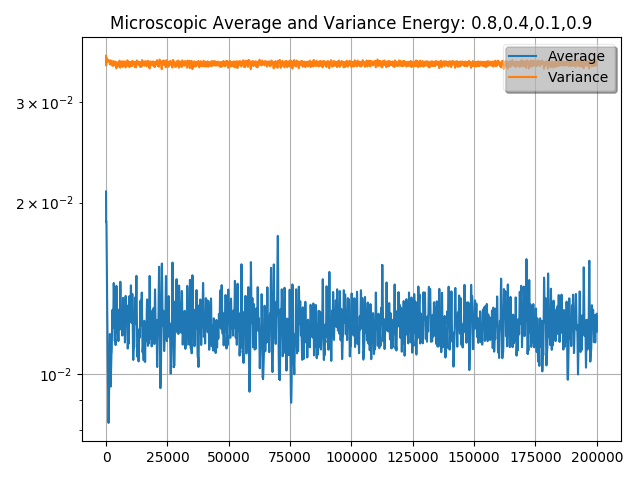 Microscopic Average and Variance Energy: 0.8,0.4,0.1,0.9
Average
Variance
3 × 10⁻²
2 × 10⁻²
10⁻²
0 25000 50000 75000 100000 125000 150000 175000 200000